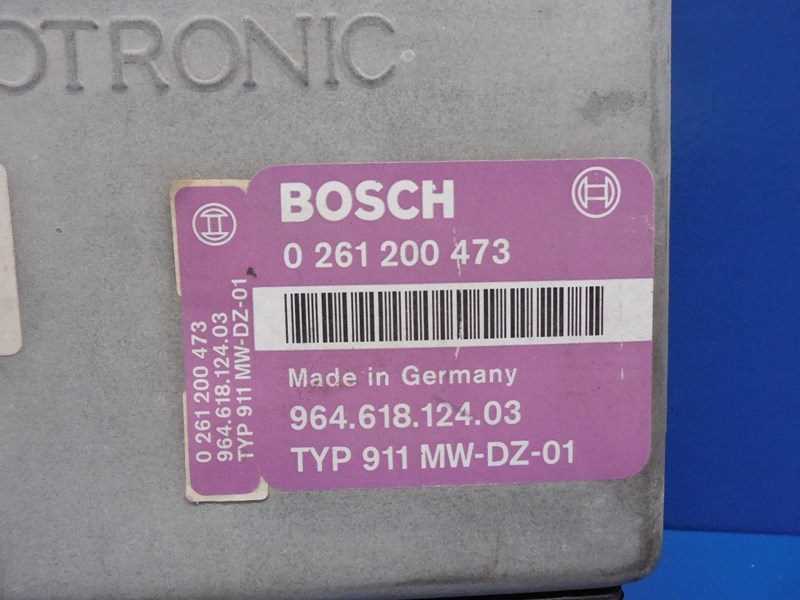 OTRONIC
BOSCH
0 261 200 473
Made in Germany
964.618.124.03
TYP 911 MW-DZ-01
0 261 200 473
964.618.124.03
TYP 911 MW-DZ-01